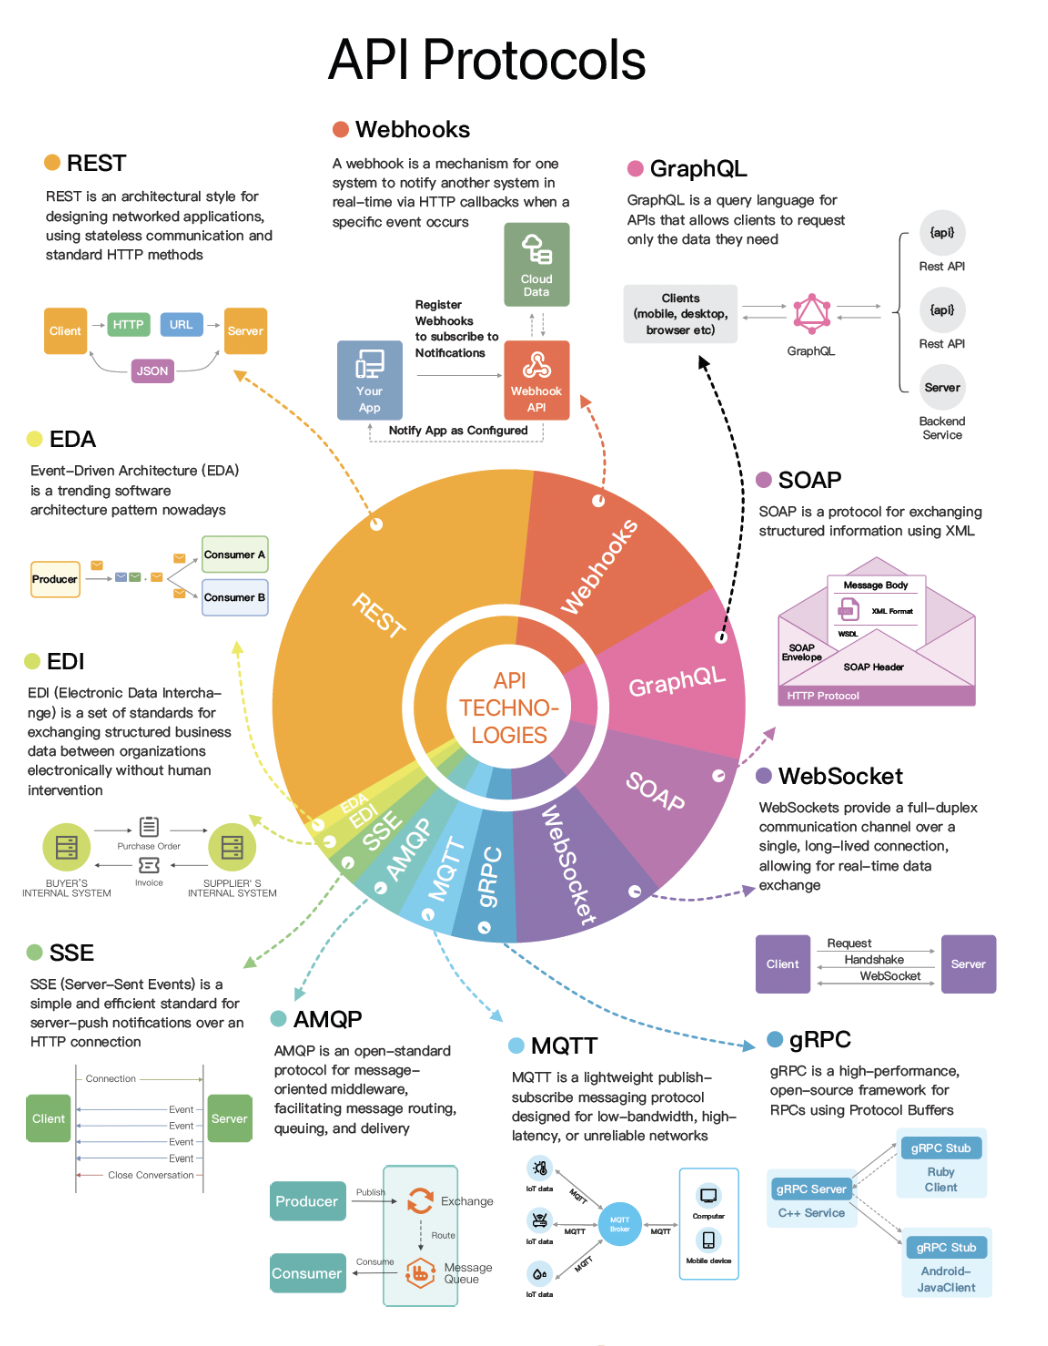 API Protocols
REST
REST is an architectural style for
designing networked applications,
using stateless communication and
standard HTTP methods
Client
HTTP
URL
Server
JSON
Webhooks
A webhook is a mechanism for one
system to notify another system in
real-time via HTTP callbacks when a
specific event occurs
Cloud
Data
Register
Webhooks
to subscribe to
Notifications
Your
App
Webhook
API
Notify App as Configured
GraphQL
GraphQL is a query language for
APIs that allows clients to request
only the data they need
Clients
(mobile, desktop,
browser etc)
GraphQL
{api}
Rest API
{api}
Rest API
Server
Backend
Service
EDA
Event-Driven Architecture (EDA)
is a trending software
architecture pattern nowadays
Producer
Consumer A
Consumer B
SOAP
SOAP is a protocol for exchanging
structured information using XML
Message Body
XML Format
WSDL
SOAP
Envelope
SOAP Header
HTTP Protocol
EDI
EDI (Electronic Data Intercha-
nge) is a set of standards for
exchanging structured business
data between organizations
electronically without human
intervention
Purchase Order
Invoice
BUYER'S
INTERNAL SYSTEM
SUPPLIER' S
INTERNAL SYSTEM
API
TECHNO-
LOGIES
REST
Webhooks
GraphQL
SOAP
WebSocket
gRPC
MQTT
AMQP
SSE
EDI
EDA
WebSocket
WebSockets provide a full-duplex
communication channel over a
single, long-lived connection,
allowing for real-time data
exchange
Client
Request
Handshake
WebSocket
Server
SSE
SSE (Server-Sent Events) is a
simple and efficient standard for
server-push notifications over an
HTTP connection
Connection
Client
Server
Event
Event
Event
Event
Close Conversation
AMQP
AMQP is an open-standard
protocol for message-
oriented middleware,
facilitating message routing,
queuing, and delivery
Producer
Publish
Exchange
Route
Consumer
Consume
Message
Queue
MQTT
MQTT is a lightweight publish-
subscribe messaging protocol
designed for low-bandwidth, high-
latency, or unreliable networks
IoT data
MQTT
IoT data
MQTT
IoT data
MQTT
MQTT
Broker
MQTT
Computer
Mobile device
gRPC
gRPC is a high-performance,
open-source framework for
RPCs using Protocol Buffers
gRPC Server
C++ Service
gRPC Stub
Ruby
Client
gRPC Stub
Android-
JavaClient